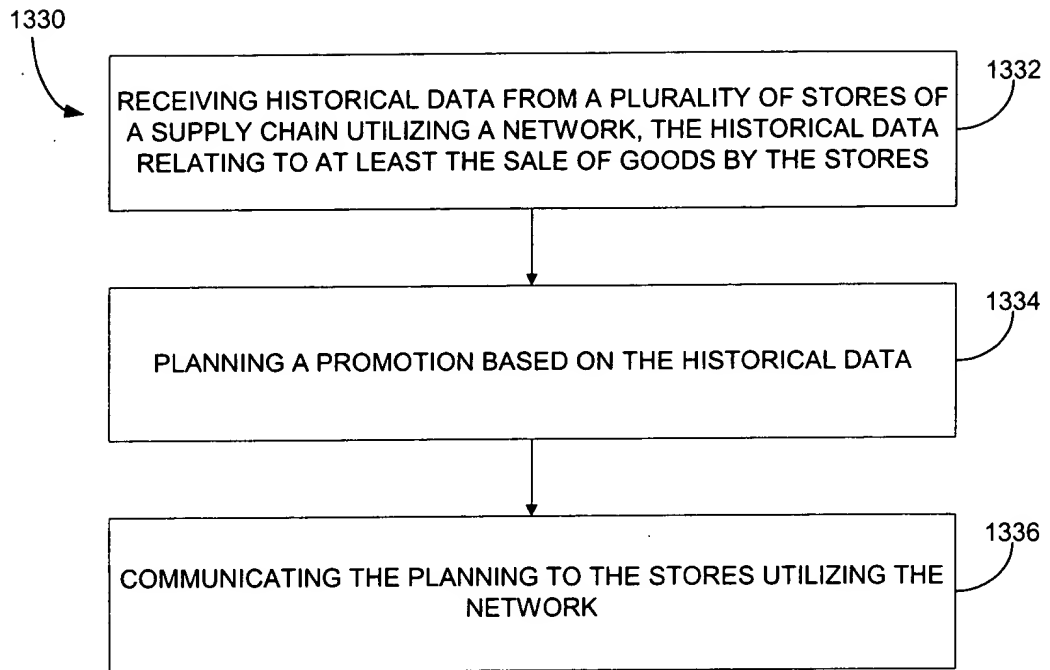 1330
1332
RECEIVING HISTORICAL DATA FROM A PLURALITY OF STORES OF
A SUPPLY CHAIN UTILIZING A NETWORK, THE HISTORICAL DATA
RELATING TO AT LEAST THE SALE OF GOODS BY THE STORES
1334
PLANNING A PROMOTION BASED ON THE HISTORICAL DATA
1336
COMMUNICATING THE PLANNING TO THE STORES UTILIZING THE
NETWORK